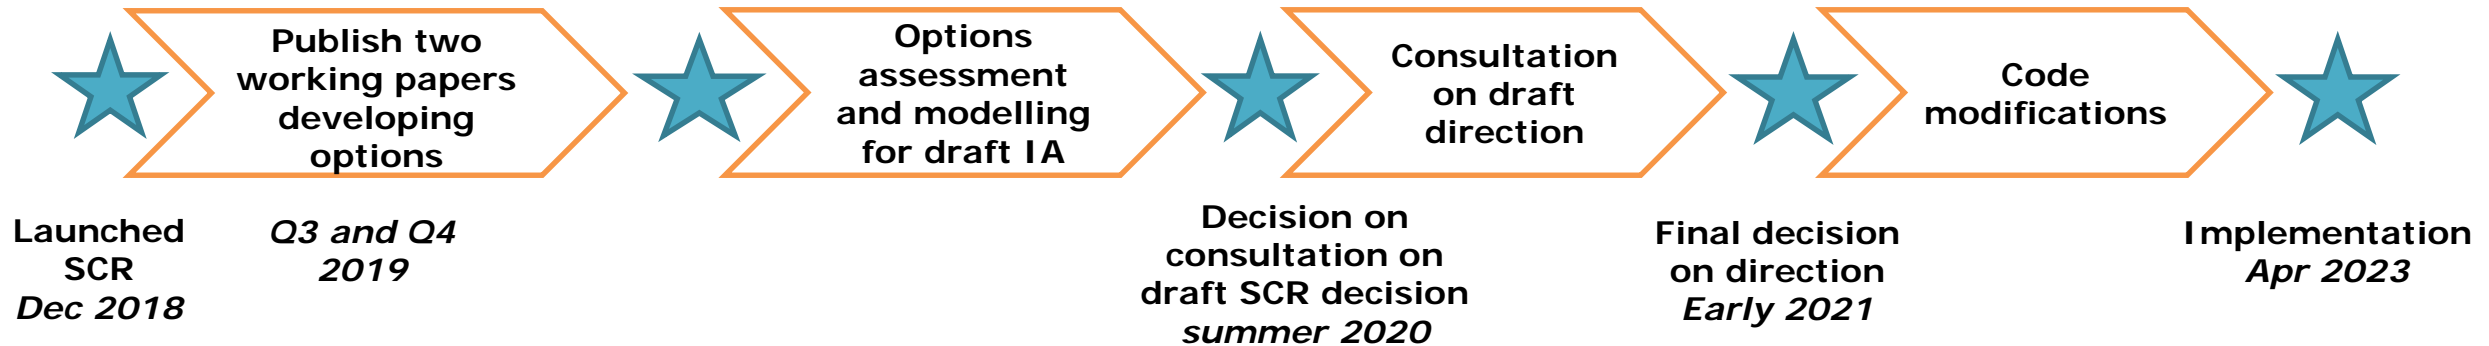 Publish two
working papers
developing
options
Options
assessment
and modelling
for draft IA
Consultation
on draft
direction
Code
modifications
Launched
SCR
Dec 2018
Q3 and Q4
2019
Decision on
consultation on
draft SCR decision
summer 2020
Final decision
on direction
Early 2021
Implementation
Apr 2023